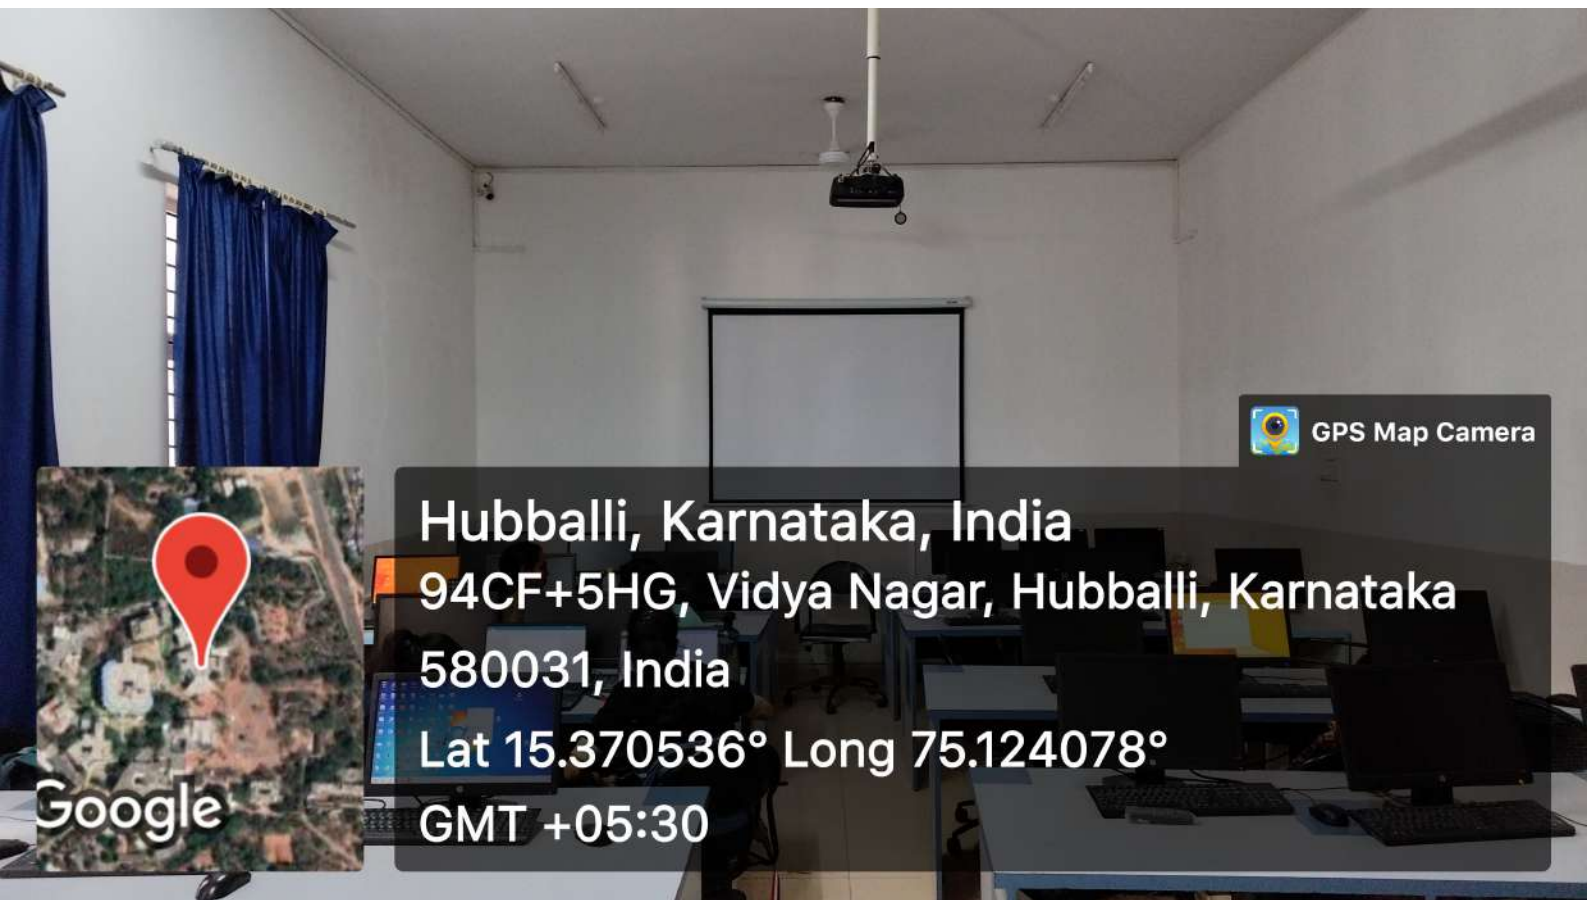 GPS Map Camera
Hubballi, Karnataka, India
94CF+5HG, Vidya Nagar, Hubballi, Karnataka
580031, India
Lat 15.370536° Long 75.124078°
GMT +05:30
Google